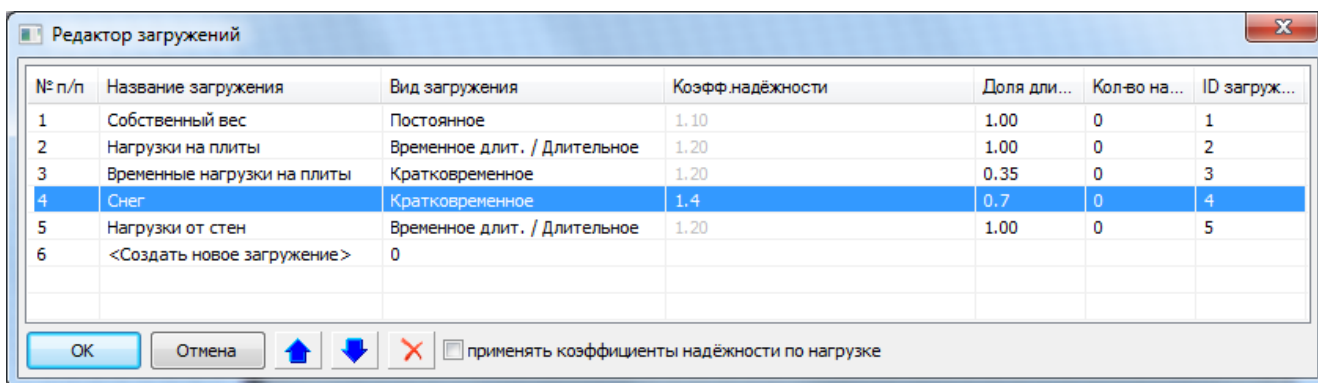 Редактор загружений
№ п/п Название загружения Вид загружения Коэфф.надёжности Доля дли... Кол-во на... ID загруж...
1 Собственный вес Постоянное 1.10 1.00 0 1
2 Нагрузки на плиты Временное длит. / Длительное 1.20 1.00 0 2
3 Временные нагрузки на плиты Кратковременное 1.20 0.35 0 3
4 Снег Кратковременное 1.4 0.7 0 4
5 Нагрузки от стен Временное длит. / Длительное 1.20 1.00 0 5
6 <Создать новое загружение> 0
OK Отмена применять коэффициенты надёжности по нагрузке